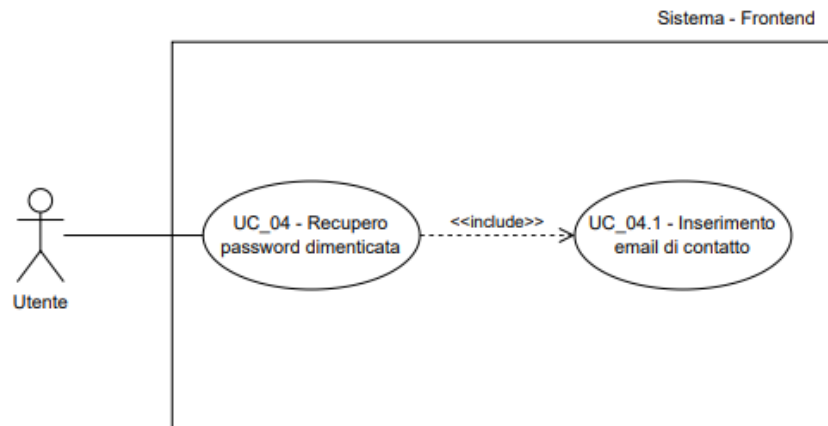 Sistema - Frontend
UC_04 - Recupero
password dimenticata
<<include>>
UC_04.1 - Inserimento
email di contatto
Utente